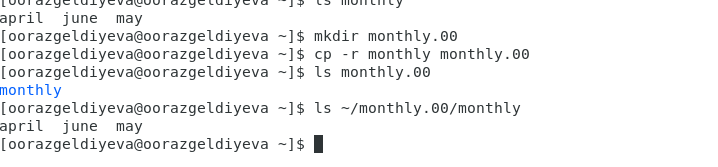 [oorazgeldiyeva@oorazgeldiyeva ~]$ ls monthly
april  june  may
[oorazgeldiyeva@oorazgeldiyeva ~]$ mkdir monthly.00
[oorazgeldiyeva@oorazgeldiyeva ~]$ cp -r monthly monthly.00
[oorazgeldiyeva@oorazgeldiyeva ~]$ ls monthly.00
monthly
[oorazgeldiyeva@oorazgeldiyeva ~]$ ls ~/monthly.00/monthly
april  june  may
[oorazgeldiyeva@oorazgeldiyeva ~]$